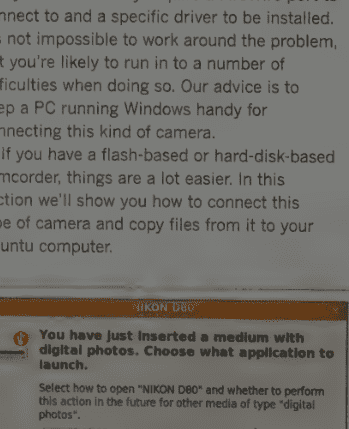 nnect to and a specific driver to be installed.
not impossible to work around the problem,
t you're likely to run in to a number of
ficulties when doing so. Our advice is to
ep a PC running Windows handy for
nnecting this kind of camera.
If you have a flash-based or hard-disk-based
mcorder, things are a lot easier. In this
ction we'll show you how to connect this
pe of camera and copy files from it to your
untu computer.
NIKON D80
You have just inserted a medium with
digital photos. Choose what application to
launch.
Select how to open "NIKON D80" and whether to perform
this action in the future for other media of type "digital
photos".